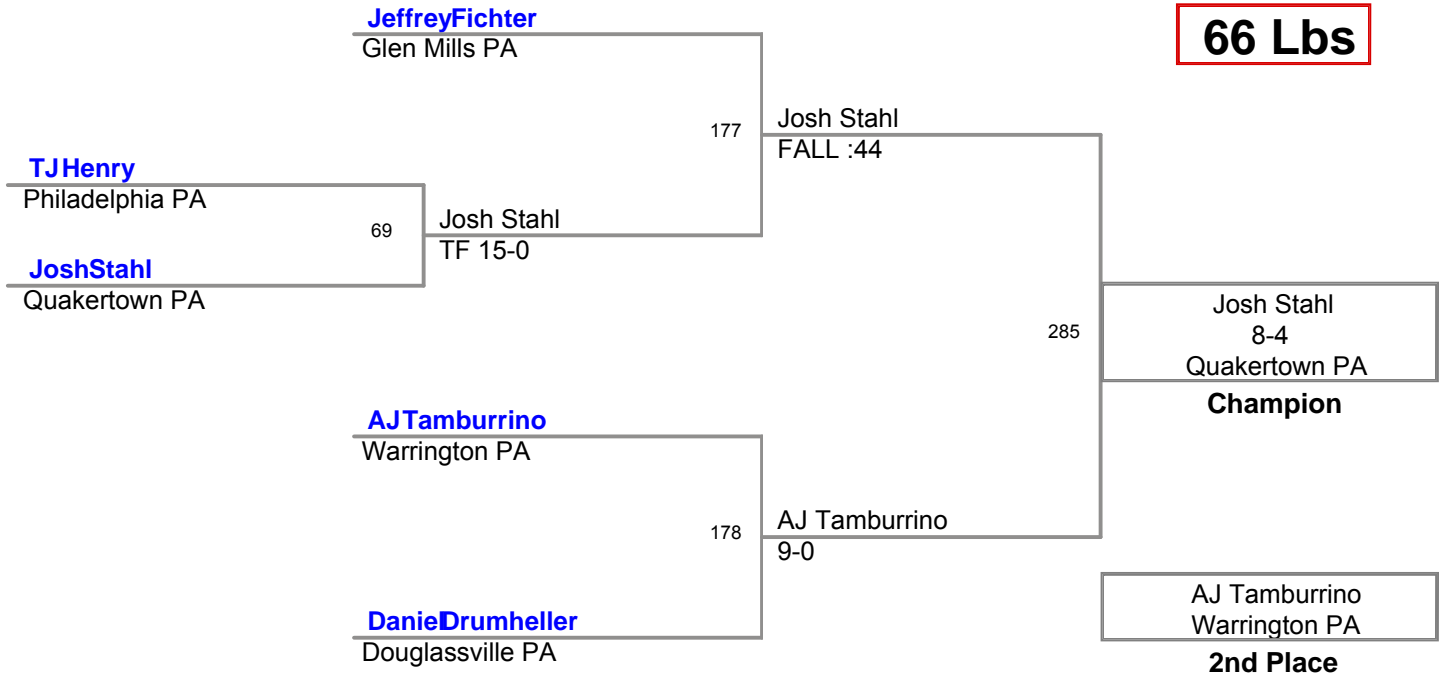 JeffreyFichter
Glen Mills PA
66 Lbs
177
Josh Stahl
FALL :44
TJHenry
Philadelphia PA
69
Josh Stahl
TF 15-0
JoshStahl
Quakertown PA
285
Josh Stahl
8-4
Quakertown PA
Champion
AJTamburrino
Warrington PA
178
AJ Tamburrino
9-0
DanielDrumheller
Douglassville PA
AJ Tamburrino
Warrington PA
2nd Place